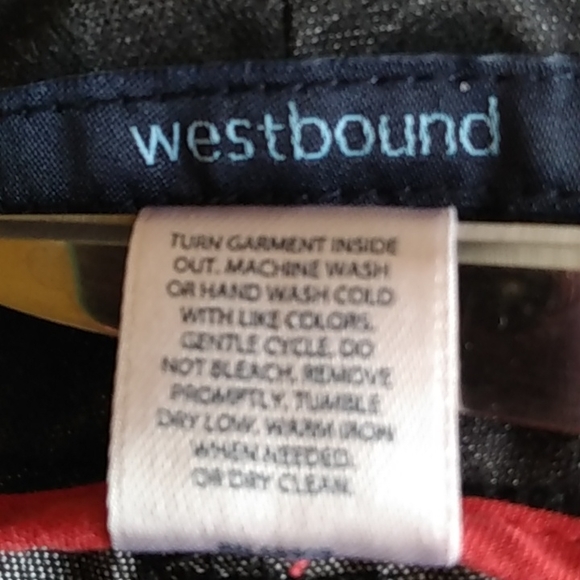 westbound
TURN GARMENT INSIDE
OUT. MACHINE WASH
OR HAND WASH COLD
WITH LIKE COLORS.
GENTLE CYCLE. DO
NOT BLEACH. REMOVE
PROMPTLY. TUMBLE
DRY LOW. WARM IRON
WHEN NEEDED.
OR DRY CLEAN.